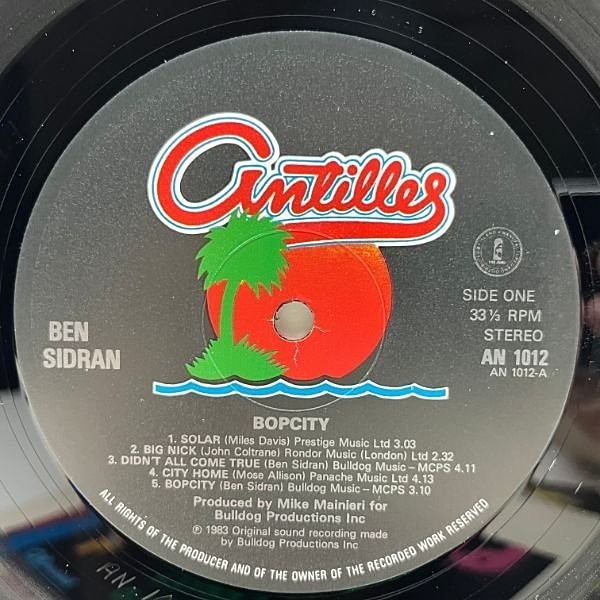 antilles
BEN
SIDRAN
SIDE ONE
33 ⅓ RPM
STEREO
AN 1012
AN 1012-A
BOPCITY
1. SOLAR (Miles Davis) Prestige Music Ltd 3.03
2. BIG NICK (John Coltrane) Rondor Music (London) Ltd 2.32
3. DIDN'T ALL COME TRUE (Ben Sidran) Bulldog Music – MCPS 4.11
4. CITY HOME (Mose Allison) Panache Music Ltd 4.13
5. BOPCITY (Ben Sidran) Bulldog Music – MCPS 3.10
Produced by Mike Mainieri for
Bulldog Productions Inc
℗ 1983 Original sound recording made
by Bulldog Productions Inc
ALL RIGHTS OF THE PRODUCER AND OF THE OWNER OF THE RECORDED WORK RESERVED